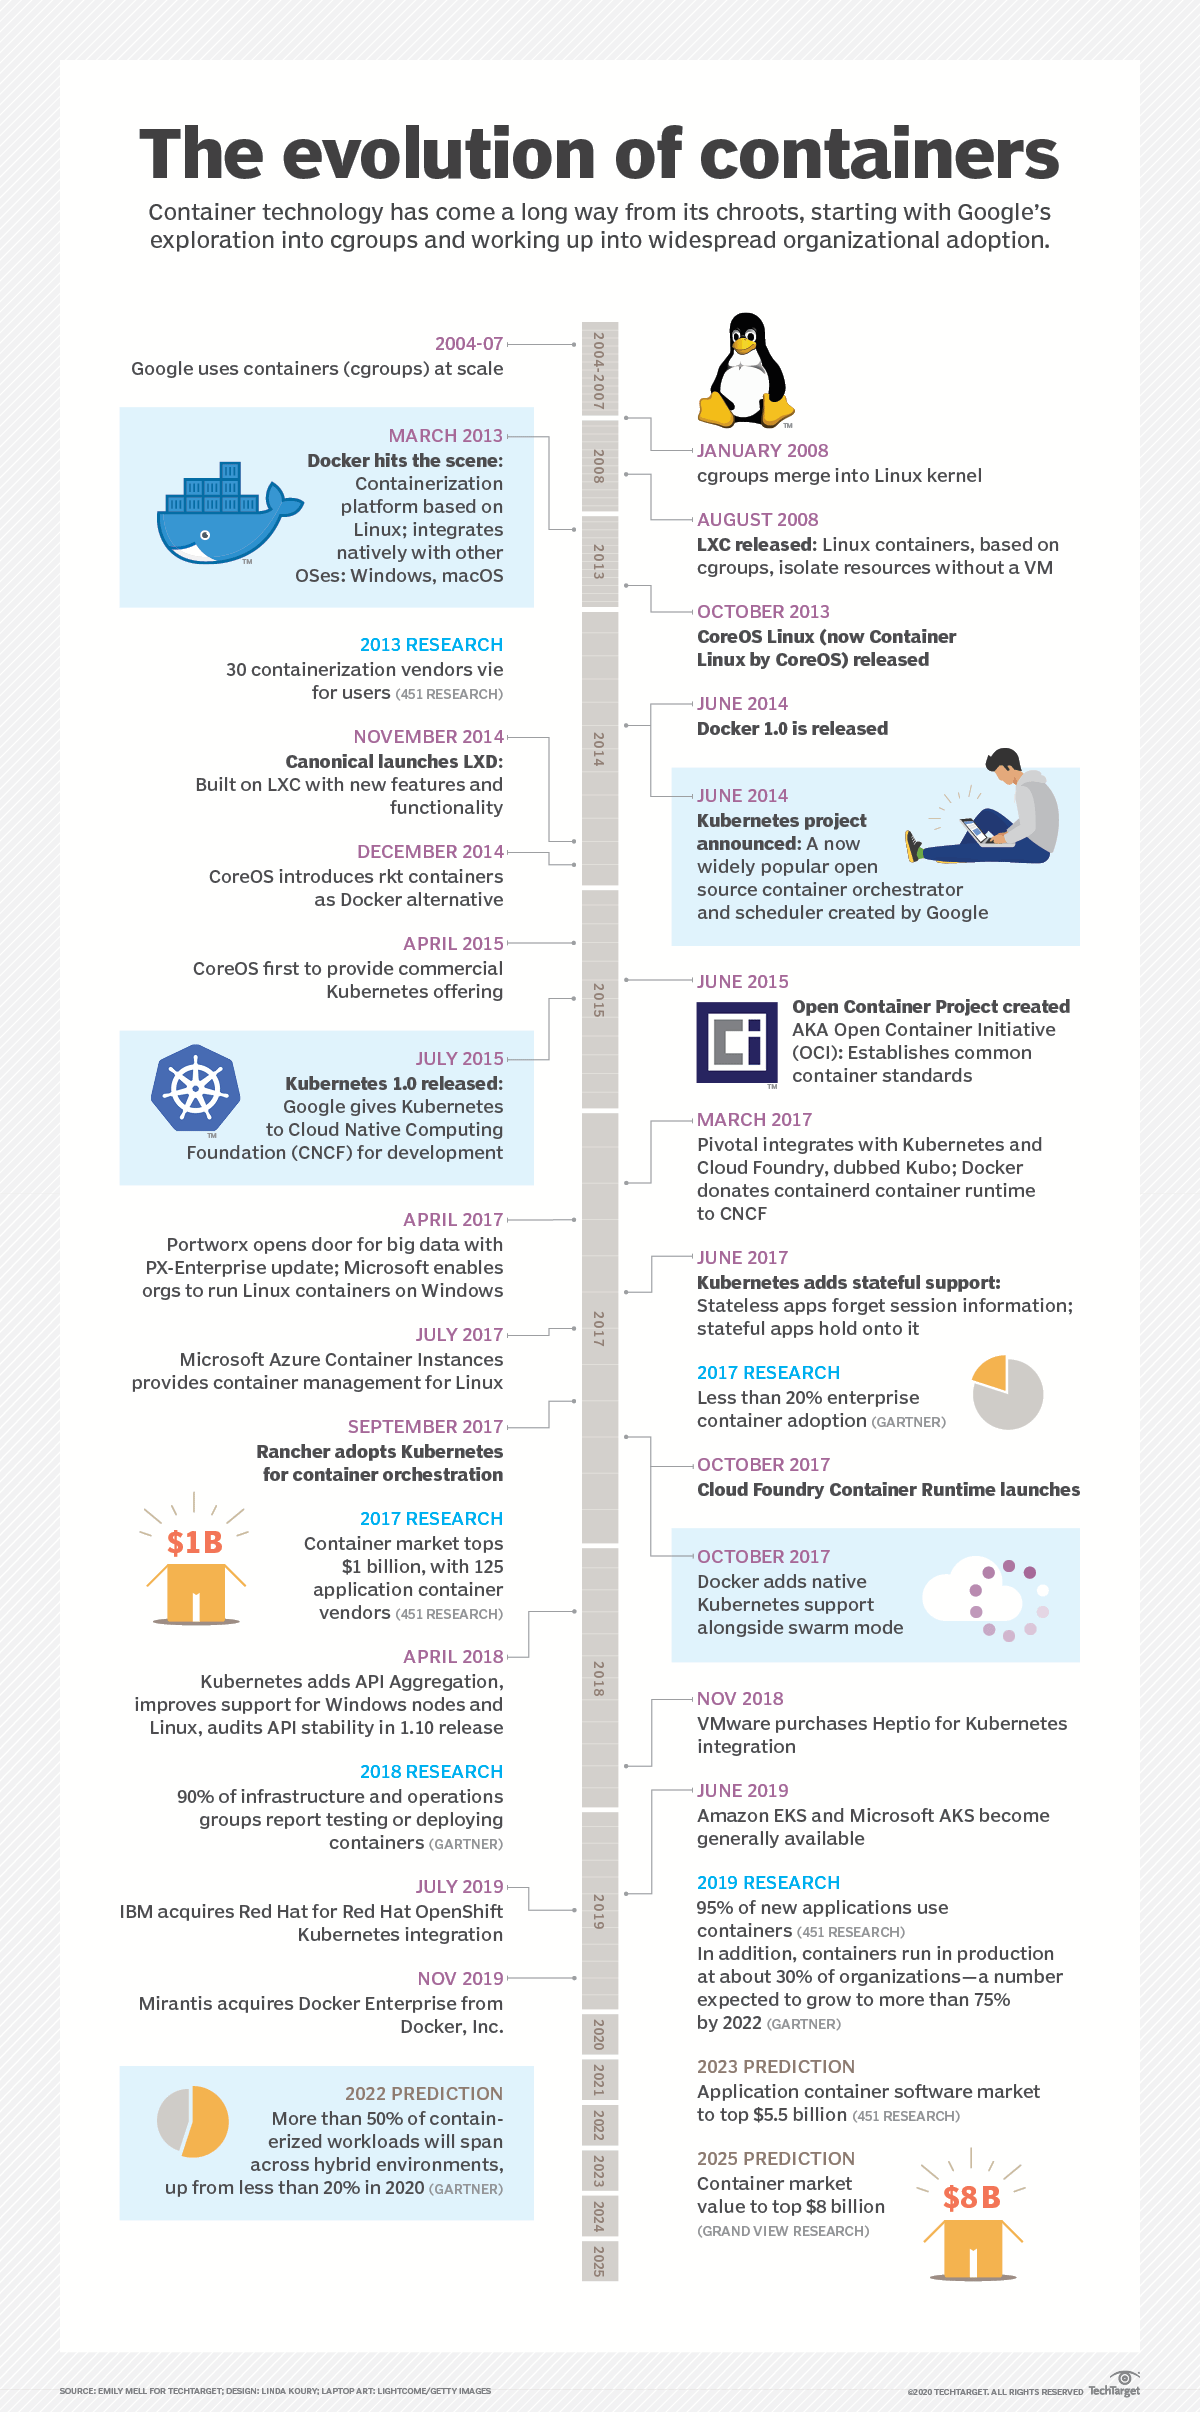 The evolution of containers
Container technology has come a long way from its chroots, starting with Google's
exploration into cgroups and working up into widespread organizational adoption.
2004-07
Google uses containers (cgroups) at scale
2004-2007
TM
JANUARY 2008
cgroups merge into Linux kernel
MARCH 2013
Docker hits the scene:
Containerization
platform based on
Linux; integrates
natively with other
OSes: Windows, macOS
TM
2008
AUGUST 2008
LXC released: Linux containers, based on
cgroups, isolate resources without a VM
2013
OCTOBER 2013
CoreOS Linux (now Container
Linux by CoreOS) released
2013 RESEARCH
30 containerization vendors vie
for users (451 RESEARCH)
JUNE 2014
Docker 1.0 is released
NOVEMBER 2014
Canonical launches LXD:
Built on LXC with new features and
functionality
2014
JUNE 2014
Kubernetes project
announced: A now
widely popular open
source container orchestrator
and scheduler created by Google
DECEMBER 2014
CoreOS introduces rkt containers
as Docker alternative
APRIL 2015
CoreOS first to provide commercial
Kubernetes offering
2015
JUNE 2015
Open Container Project created
AKA Open Container Initiative
(OCI): Establishes common
container standards
TM
JULY 2015
Kubernetes 1.0 released:
Google gives Kubernetes
to Cloud Native Computing
Foundation (CNCF) for development
TM
MARCH 2017
Pivotal integrates with Kubernetes and
Cloud Foundry, dubbed Kubo; Docker
donates containerd container runtime
to CNCF
APRIL 2017
Portworx opens door for big data with
PX-Enterprise update; Microsoft enables
orgs to run Linux containers on Windows
JUNE 2017
Kubernetes adds stateful support:
Stateless apps forget session information;
stateful apps hold onto it
2017
JULY 2017
Microsoft Azure Container Instances
provides container management for Linux
2017 RESEARCH
Less than 20% enterprise
container adoption (GARTNER)
SEPTEMBER 2017
Rancher adopts Kubernetes
for container orchestration
OCTOBER 2017
Cloud Foundry Container Runtime launches
$1B
2017 RESEARCH
Container market tops
$1 billion, with 125
application container
vendors (451 RESEARCH)
OCTOBER 2017
Docker adds native
Kubernetes support
alongside swarm mode
APRIL 2018
Kubernetes adds API Aggregation,
improves support for Windows nodes and
Linux, audits API stability in 1.10 release
2018
NOV 2018
VMware purchases Heptio for Kubernetes
integration
2018 RESEARCH
90% of infrastructure and operations
groups report testing or deploying
containers (GARTNER)
JUNE 2019
Amazon EKS and Microsoft AKS become
generally available
JULY 2019
IBM acquires Red Hat for Red Hat OpenShift
Kubernetes integration
2019
2019 RESEARCH
95% of new applications use
containers (451 RESEARCH)
In addition, containers run in production
at about 30% of organizations—a number
expected to grow to more than 75%
by 2022 (GARTNER)
NOV 2019
Mirantis acquires Docker Enterprise from
Docker, Inc.
2020
2021
2022
2023
2024
2025
2022 PREDICTION
More than 50% of contain-
erized workloads will span
across hybrid environments,
up from less than 20% in 2020 (GARTNER)
2023 PREDICTION
Application container software market
to top $5.5 billion (451 RESEARCH)
2025 PREDICTION
Container market
value to top $8 billion
(GRAND VIEW RESEARCH)
$8B
SOURCE: EMILY MELL FOR TECHTARGET; DESIGN: LINDA KOURY; LAPTOP ART: LIGHTCOME/GETTY IMAGES
©2020 TECHTARGET. ALL RIGHTS RESERVED TechTarget